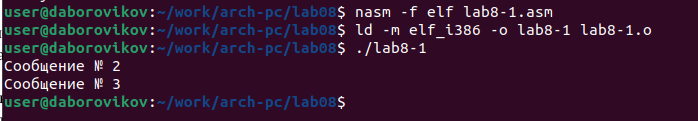 user@daborovikov:~/work/arch-pc/lab08$ nasm -f elf lab8-1.asm
user@daborovikov:~/work/arch-pc/lab08$ ld -m elf_i386 -o lab8-1 lab8-1.o
user@daborovikov:~/work/arch-pc/lab08$ ./lab8-1
Сообщение № 2
Сообщение № 3
user@daborovikov:~/work/arch-pc/lab08$